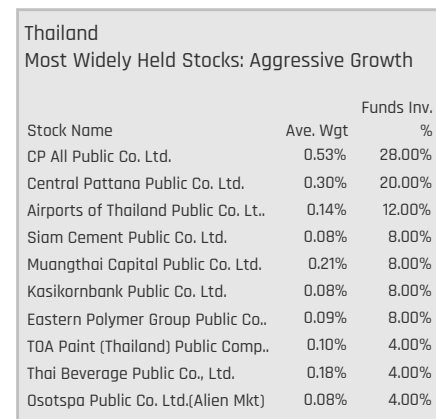 Thailand
Most Widely Held Stocks: Aggressive Growth
Funds Inv.
Stock Name Ave. Wgt %
CP All Public Co. Ltd. 0.53% 28.00%
Central Pattana Public Co. Ltd. 0.30% 20.00%
Airports of Thailand Public Co. Lt.. 0.14% 12.00%
Siam Cement Public Co. Ltd. 0.08% 8.00%
Muangthai Capital Public Co. Ltd. 0.21% 8.00%
Kasikornbank Public Co. Ltd. 0.08% 8.00%
Eastern Polymer Group Public Co.. 0.09% 8.00%
TOA Paint (Thailand) Public Comp.. 0.10% 4.00%
Thai Beverage Public Co., Ltd. 0.18% 4.00%
Osotspa Public Co. Ltd.(Alien Mkt) 0.08% 4.00%